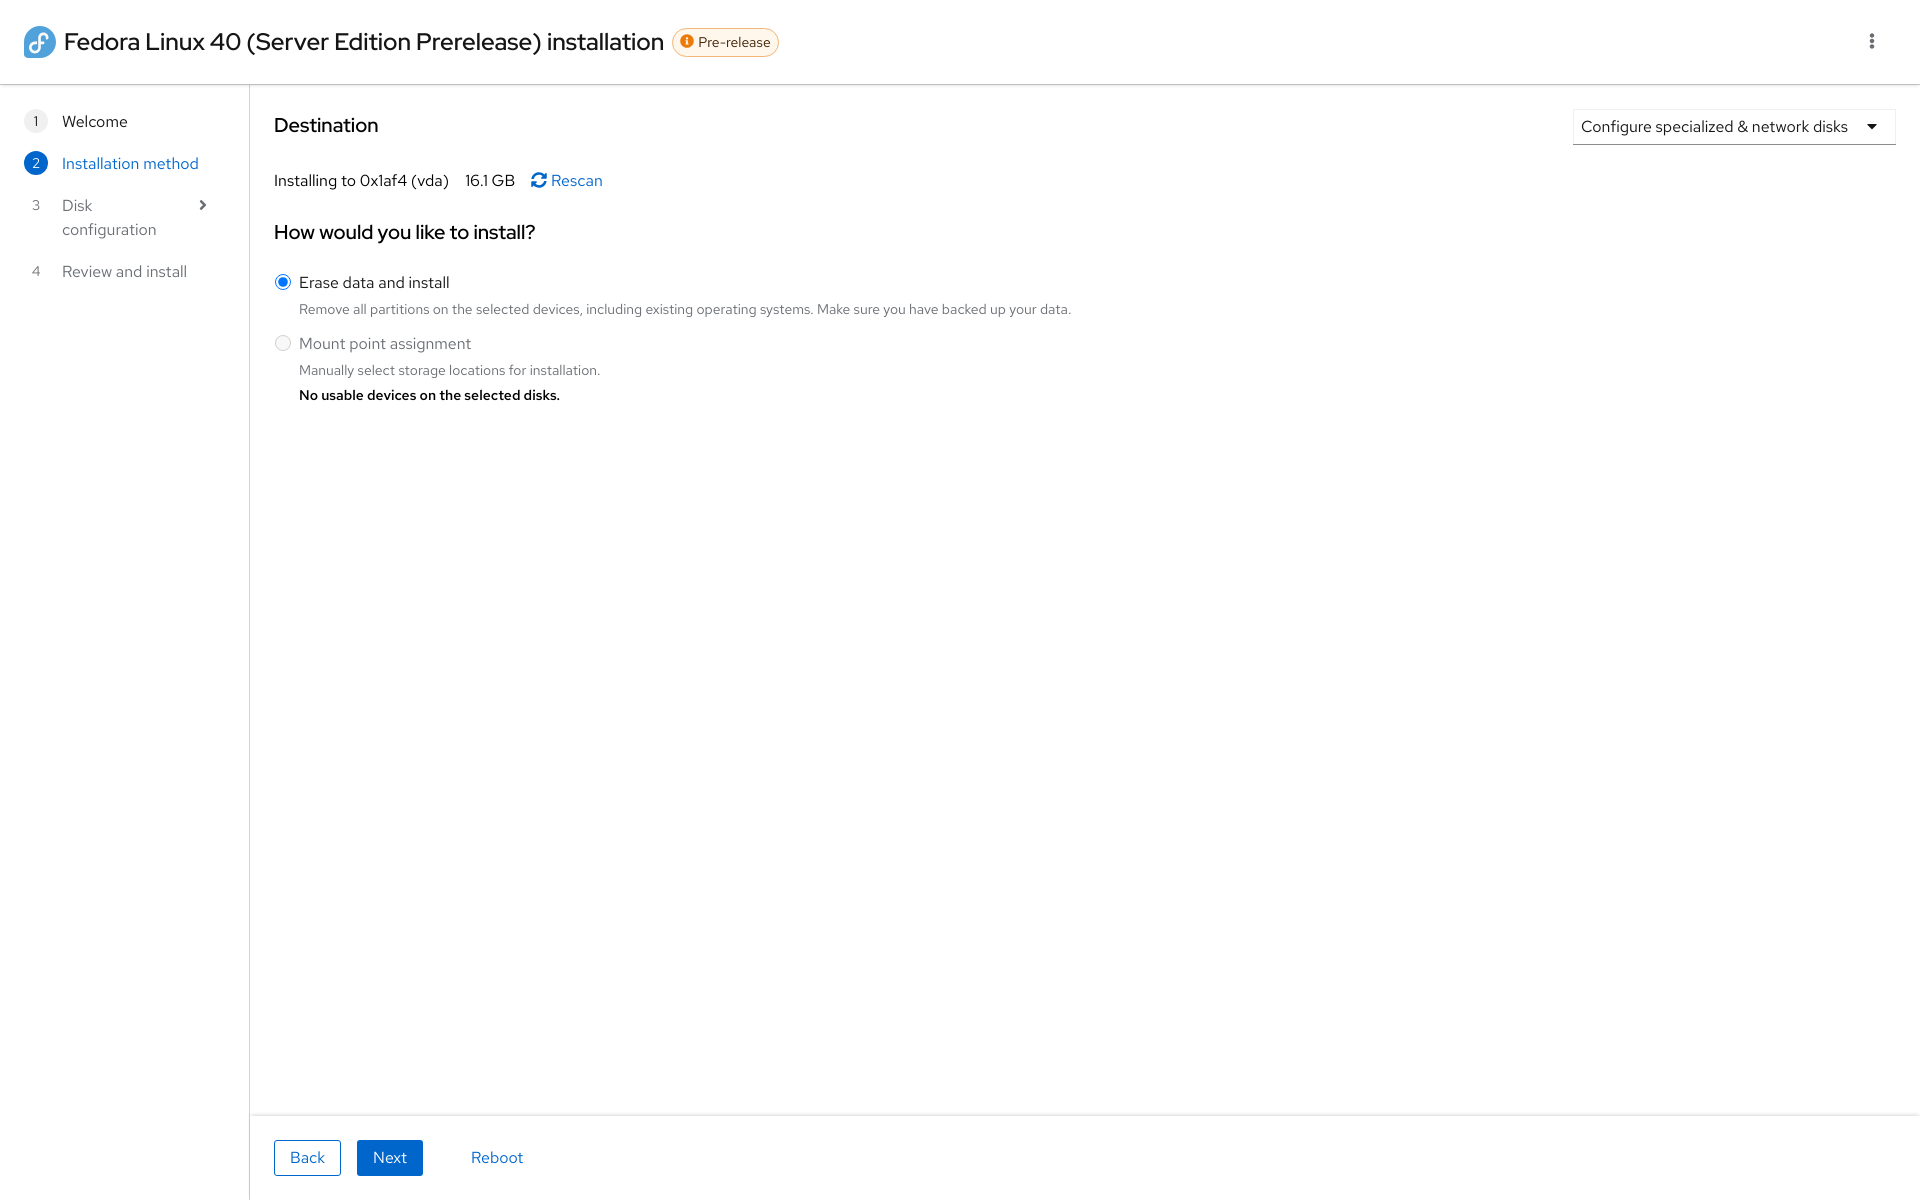 Fedora Linux 40 (Server Edition Prerelease) installation Pre-release
1 Welcome
2 Installation method
3 Disk
configuration
4 Review and install
Destination
Configure specialized & network disks
Installing to 0x1af4 (vda) 16.1 GB Rescan
How would you like to install?
Erase data and install
Remove all partitions on the selected devices, including existing operating systems. Make sure you have backed up your data.
Mount point assignment
Manually select storage locations for installation.
No usable devices on the selected disks.
Back Next Reboot